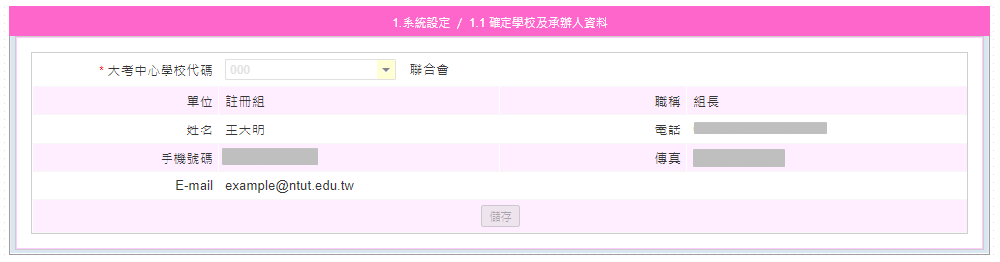 1.系統設定 / 1.1 確定學校及承辦人資料
* 大考中心學校代碼 000 聯合會
單位 註冊組 職稱 組長
姓名 王大明 電話
手機號碼 傳真
E-mail example@ntut.edu.tw
儲存